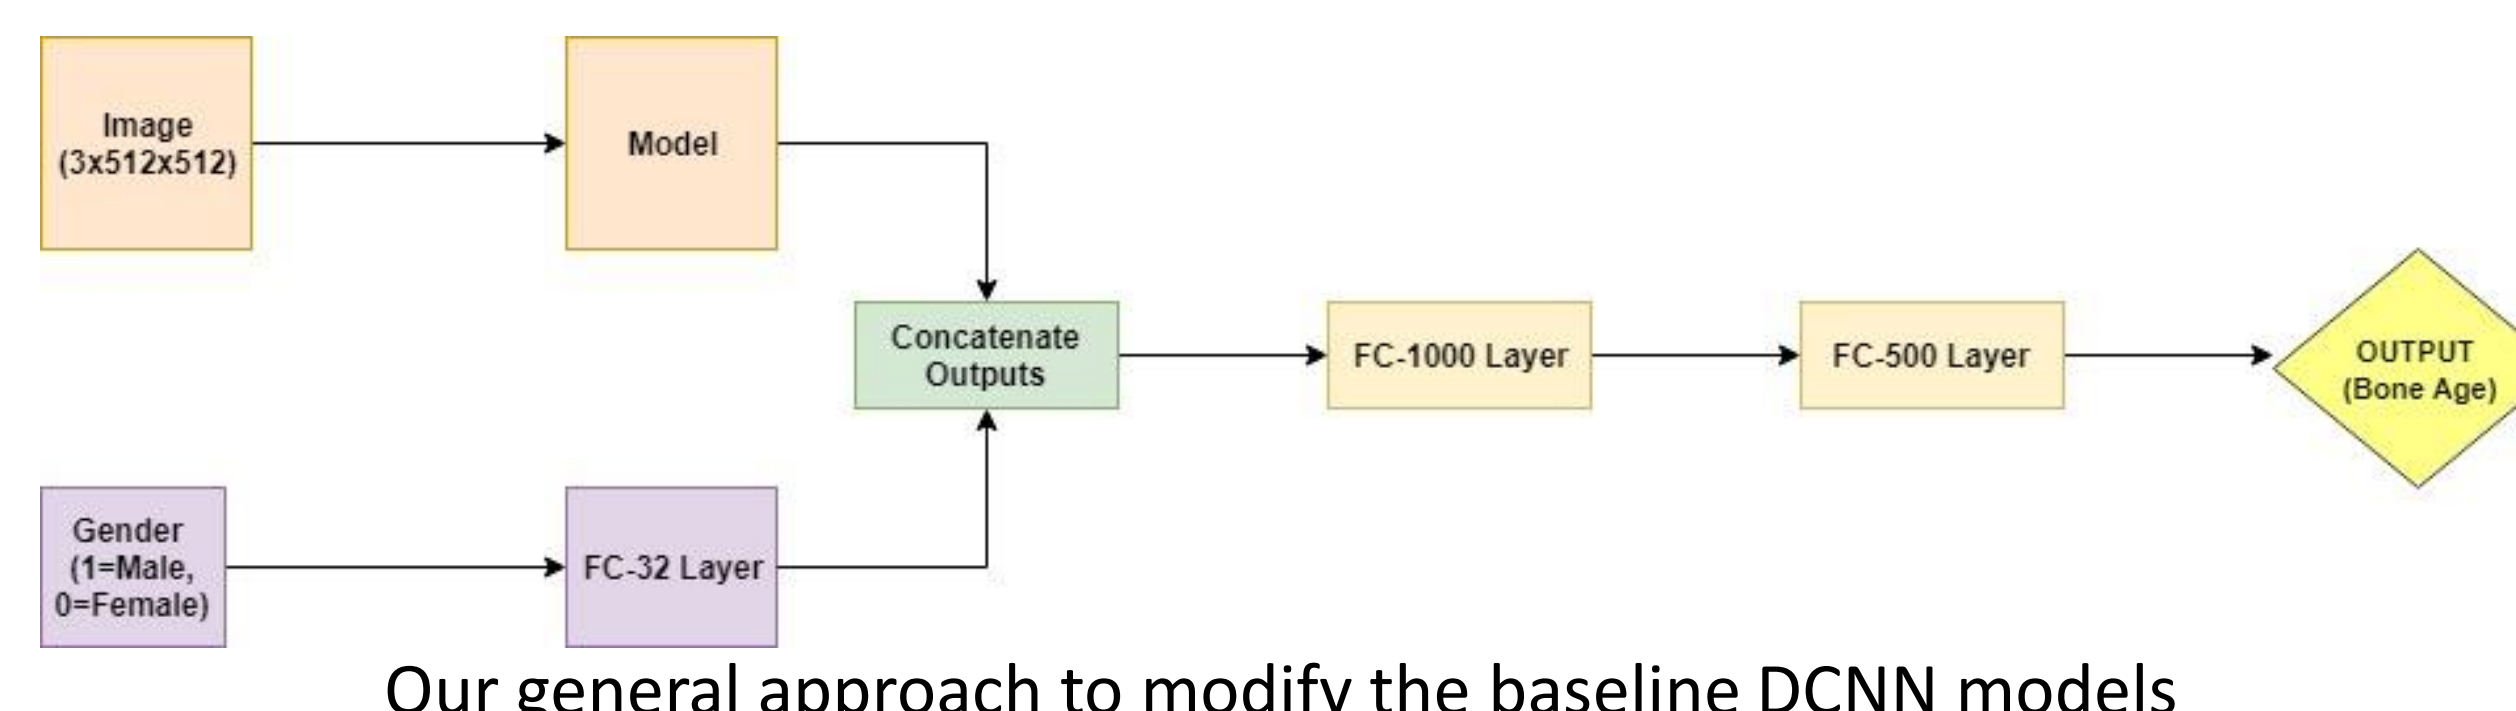 Image
(3x512x512)
Model
Concatenate
Outputs
FC-1000 Layer
FC-500 Layer
OUTPUT
(Bone Age)
Gender
(1=Male,
0=Female)
FC-32 Layer
Our general approach to modify the baseline DCNN models